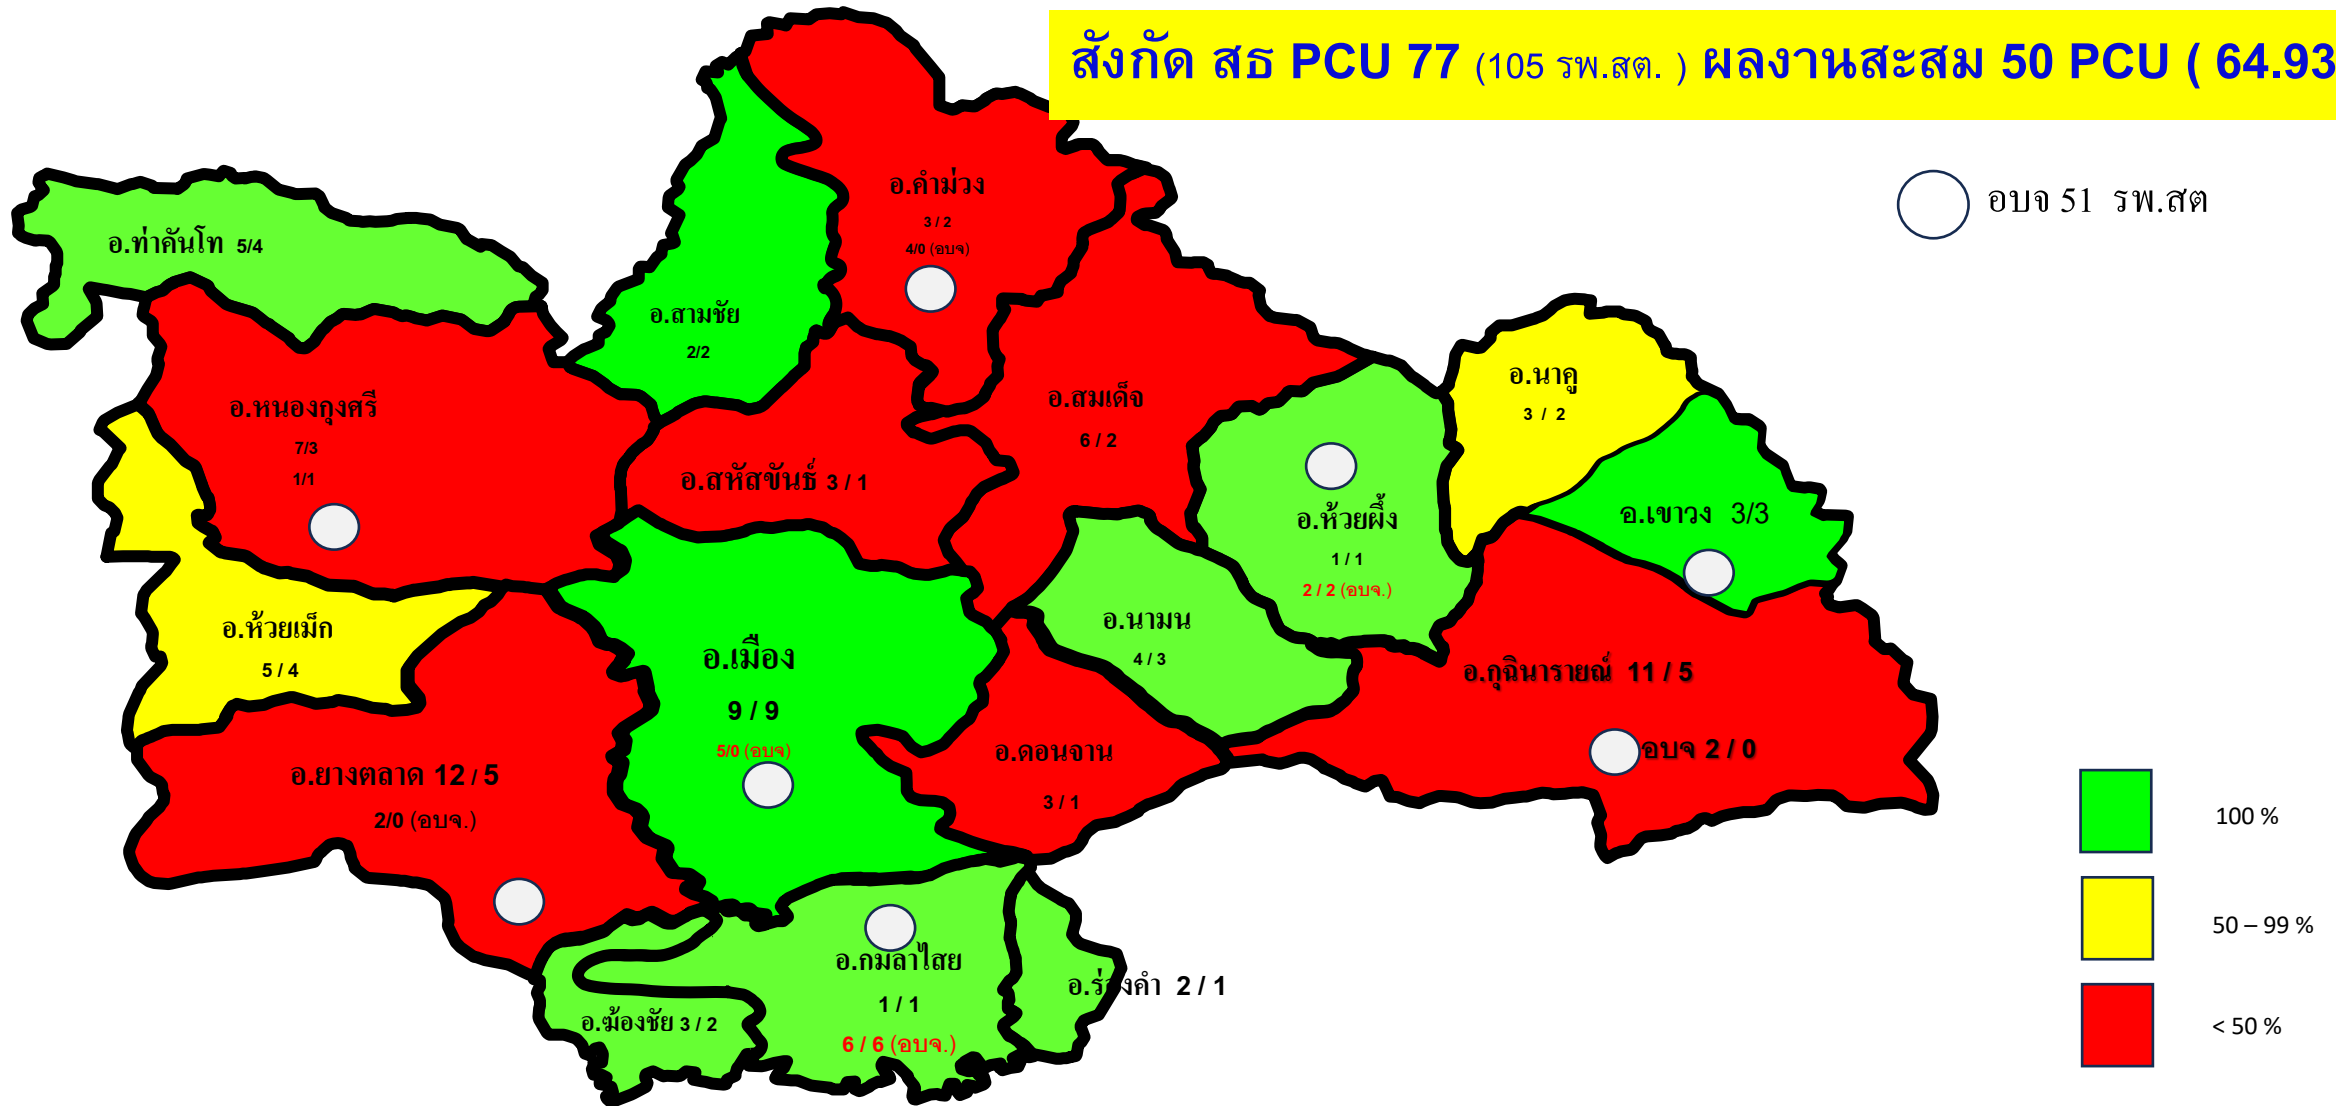 สังกัด สธ PCU 77 (105 รพ.สต. ) ผลงานสะสม 50 PCU ( 64.93
อบจ 51 รพ.สต
อ.คำม่วง
3 / 2
4/0 (อบจ)
อ.ท่าคันโท 5/4
อ.สามชัย
2/2
อ.หนองกุงศรี
7/3
1/1
อ.สมเด็จ
6 / 2
อ.นาคู
3 / 2
อ.สหัสขันธ์ 3 / 1
อ.ห้วยผึ้ง
1 / 1
2 / 2 (อบจ.)
อ.เขาวง 3/3
อ.ห้วยเม็ก
5 / 4
อ.เมือง
9 / 9
5/0 (อบจ)
อ.นามน
4 / 3
อ.กุฉินารายณ์ 11 / 5
อบจ 2 / 0
อ.ยางตลาด 12 / 5
2/0 (อบจ.)
อ.ดอนจาน
3 / 1
อ.กมลาไสย
1 / 1
6 / 6 (อบจ.)
อ.ฆ้องชัย 3 / 2
อ.ร่องคำ 2 / 1
100 %
50 – 99 %
< 50 %